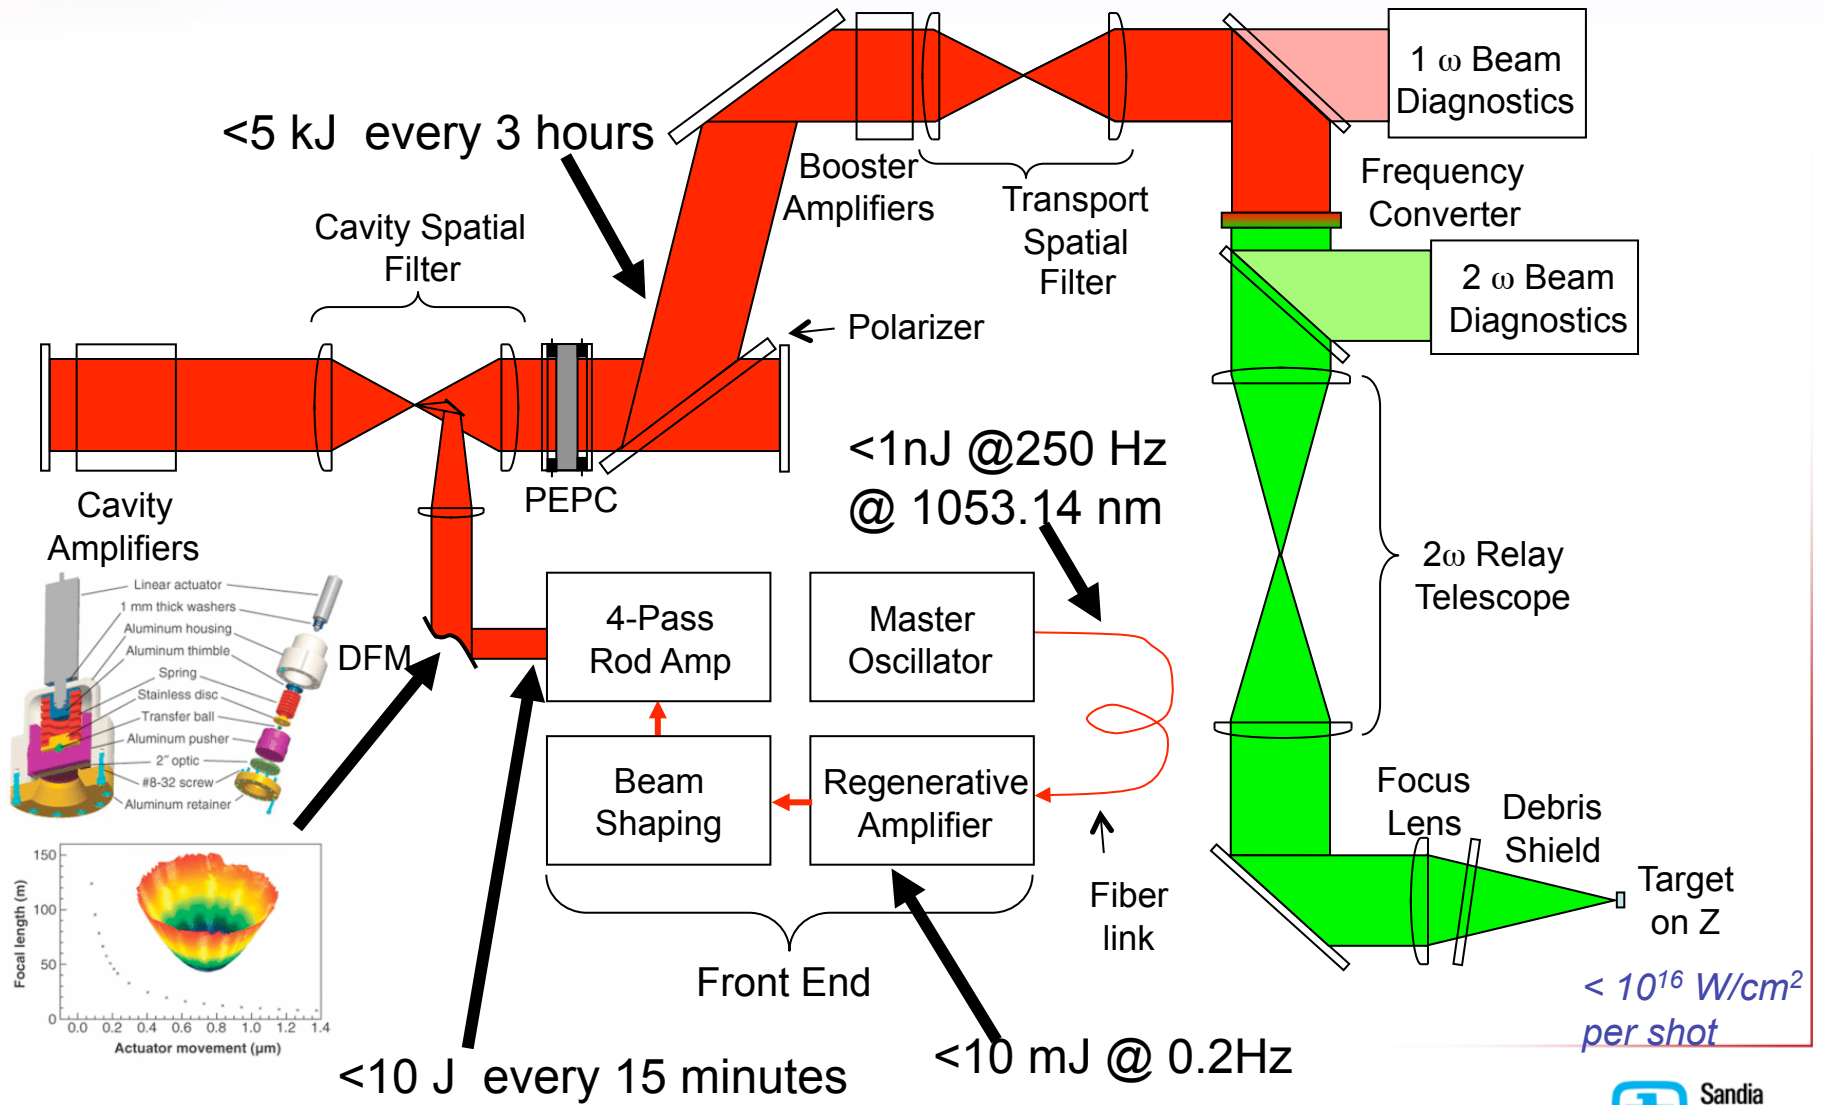 1 ω Beam
Diagnostics
<5 kJ  every 3 hours
Booster
Amplifiers
Transport
Spatial
Filter
Frequency
Converter
Cavity Spatial
Filter
2 ω Beam
Diagnostics
Polarizer
<1nJ @250 Hz
@ 1053.14 nm
PEPC
Cavity
Amplifiers
2ω Relay
Telescope
Linear actuator
1 mm thick washers
Aluminum housing
Aluminum thimble
Spring
Stainless disc
Transfer ball
Aluminum pusher
2˝ optic
#8-32 screw
Aluminum retainer
DFM
4-Pass
Rod Amp
Master
Oscillator
Beam
Shaping
Regenerative
Amplifier
Focus
Lens
Debris
Shield
Target
on Z
Fiber
link
Front End
< 10¹⁶ W/cm²
per shot
150
100
50
0
Focal length (m)
0.0 0.2 0.4 0.6 0.8 1.0 1.2 1.4
Actuator movement (µm)
<10 J  every 15 minutes
<10 mJ @ 0.2Hz
Sandia